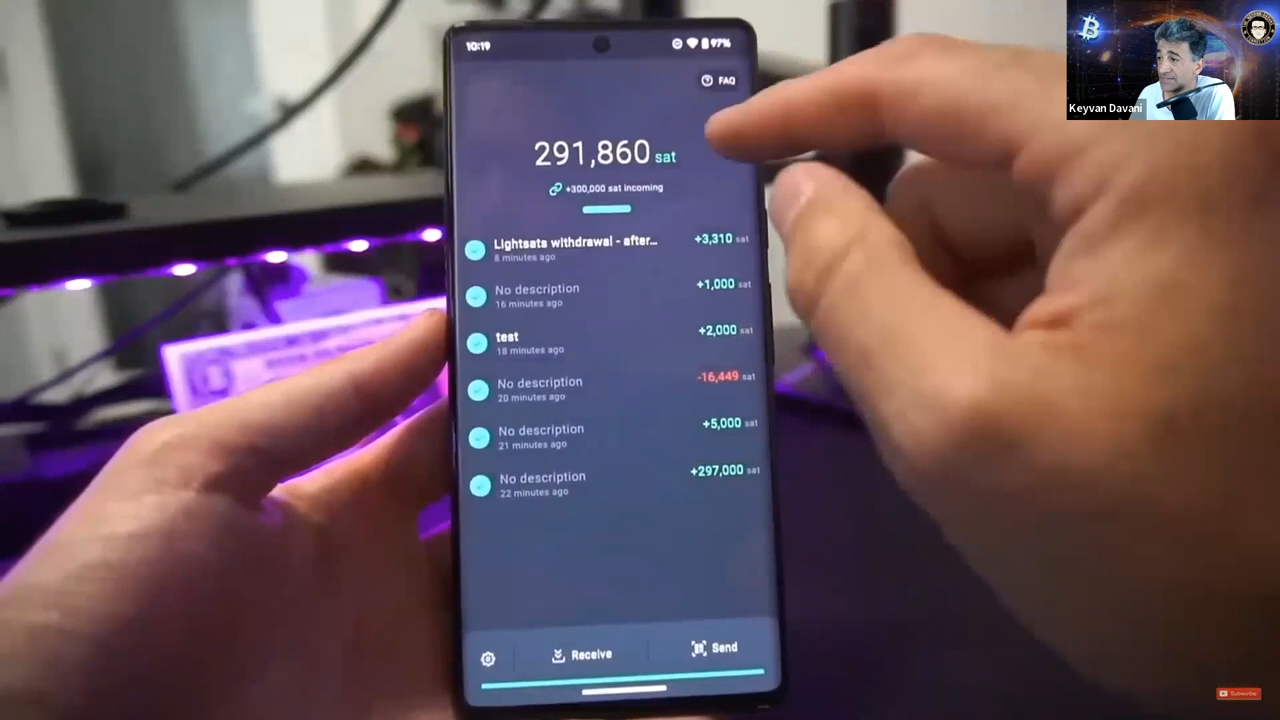 10:19
97%
FAQ
291,860 sat
+300,000 sat incoming
Lightsats withdrawal - after...
+3,310 sat
8 minutes ago
No description
+1,000 sat
16 minutes ago
test
+2,000 sat
18 minutes ago
No description
-16,449 sat
20 minutes ago
No description
+5,000 sat
21 minutes ago
No description
+297,000 sat
22 minutes ago
Receive
Send
Keyvan Davani
Subscribe